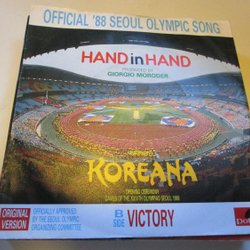 OFFICIAL '88 SEOUL OLYMPIC SONG
HAND in HAND
PRODUCED BY
GIORGIO MORODER
KOREANA
OPENING CEREMONY
GAMES OF THE XXIVTH OLYMPIAD SEOUL 1988
ORIGINAL
VERSION
OFFICIALLY APPROVED
BY THE SEOUL OLYMPIC
ORGANIZING COMMITTEE
B
SIDE
VICTORY